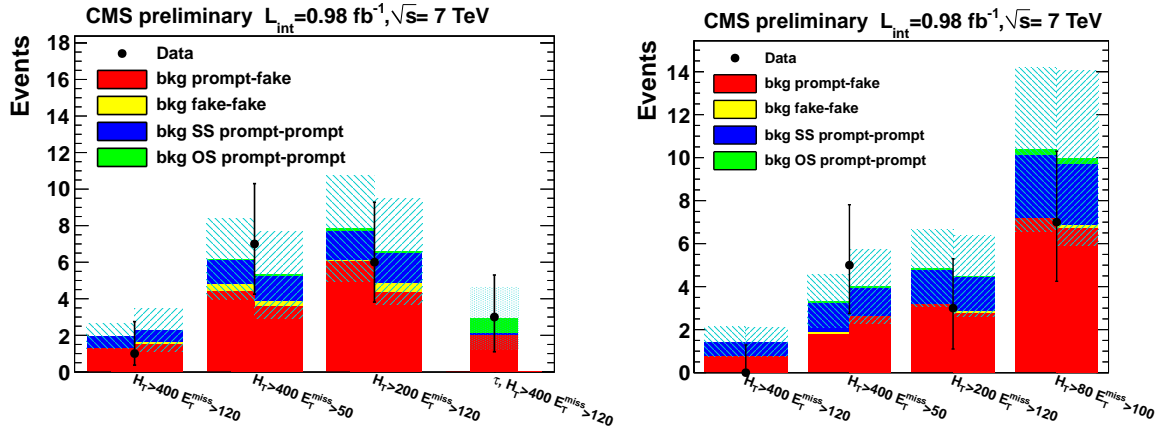 CMS preliminary L_int=0.98 fb⁻¹,√s= 7 TeV
Events
18
16
14
12
10
8
6
4
2
0
Data
bkg prompt-fake
bkg fake-fake
bkg SS prompt-prompt
bkg OS prompt-prompt
H_T>400 E_T^miss>120
H_T>400 E_T^miss>50
H_T>200 E_T^miss>120
τ, H_T>400 E_T^miss>120
CMS preliminary L_int=0.98 fb⁻¹,√s= 7 TeV
Events
14
12
10
8
6
4
2
0
Data
bkg prompt-fake
bkg fake-fake
bkg SS prompt-prompt
bkg OS prompt-prompt
H_T>400 E_T^miss>120
H_T>400 E_T^miss>50
H_T>200 E_T^miss>120
H_T>80 E_T^miss>100